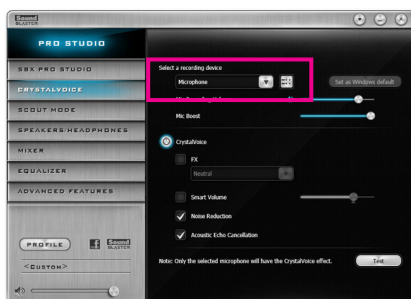 Sound
BLASTER
PRO STUDIO
SBX PRO STUDIO
CRYSTALVOICE
SCOUT MODE
SPEAKERS/HEADPHONES
MIXER
EQUALIZER
ADVANCED FEATURES
PROFILE
f
Sound
BLASTER
<CUSTOM>
Select a recording device
Microphone
Set as Windows default
Mic Boost
CrystalVoice
FX
Neutral
Smart Volume
Noise Reduction
Acoustic Echo Cancellation
Note: Only the selected microphone will have the CrystalVoice effect.
Test